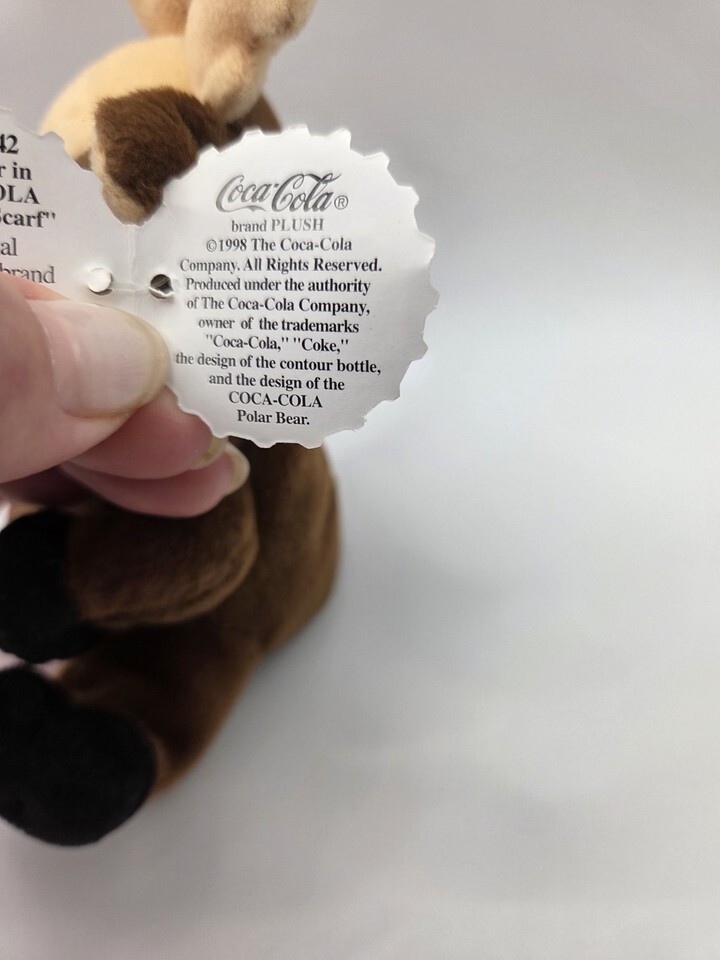 42
r in
OLA
Scarf"
al
brand
Coca-Cola®
brand PLUSH
©1998 The Coca-Cola
Company. All Rights Reserved.
Produced under the authority
of The Coca-Cola Company,
owner of the trademarks
"Coca-Cola," "Coke,"
the design of the contour bottle,
and the design of the
COCA-COLA
Polar Bear.